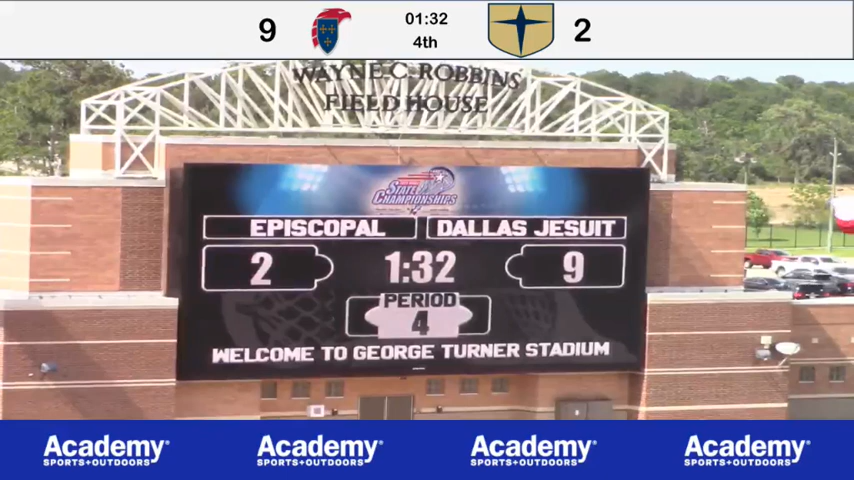 9 01:32 2
4th
WAYNE C. ROBBINS
FIELD HOUSE
STATE
CHAMPIONSHIPS
EPISCOPAL DALLAS JESUIT
2 1:32 9
PERIOD
4
WELCOME TO GEORGE TURNER STADIUM
Academy Academy Academy Academy
SPORTS+OUTDOORS SPORTS+OUTDOORS SPORTS+OUTDOORS SPORTS+OUTDOORS